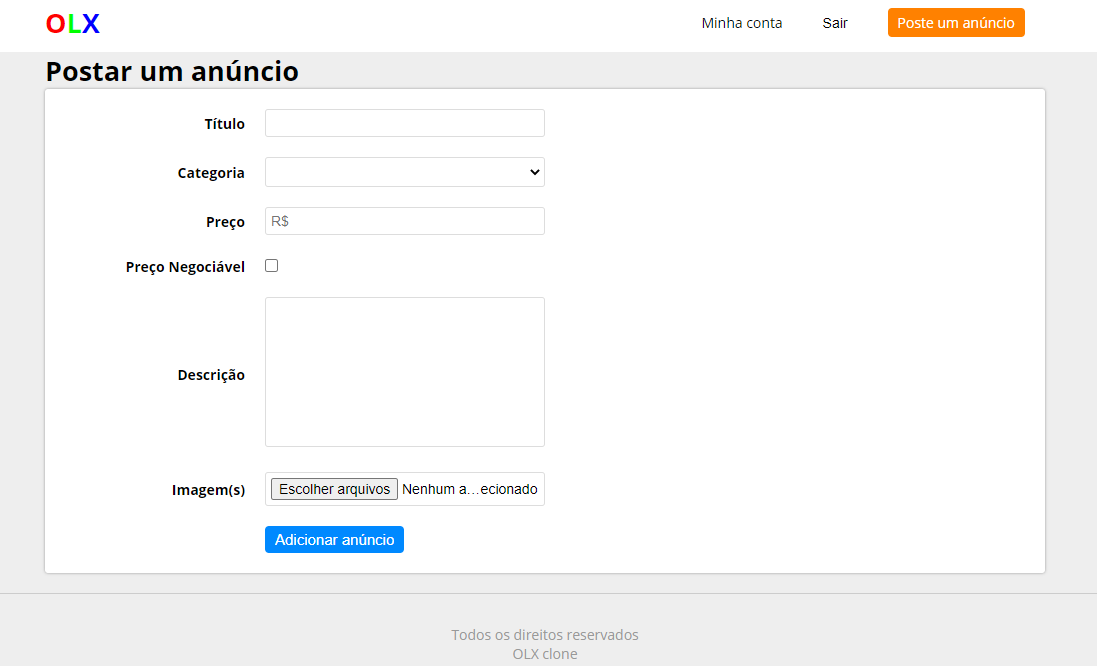 OLX
Minha conta
Sair
Poste um anúncio
Postar um anúncio
Título
Categoria
Preço
R$
Preço Negociável
Descrição
Imagem(s)
Escolher arquivos Nenhum a...ecionado
Adicionar anúncio
Todos os direitos reservados
OLX clone